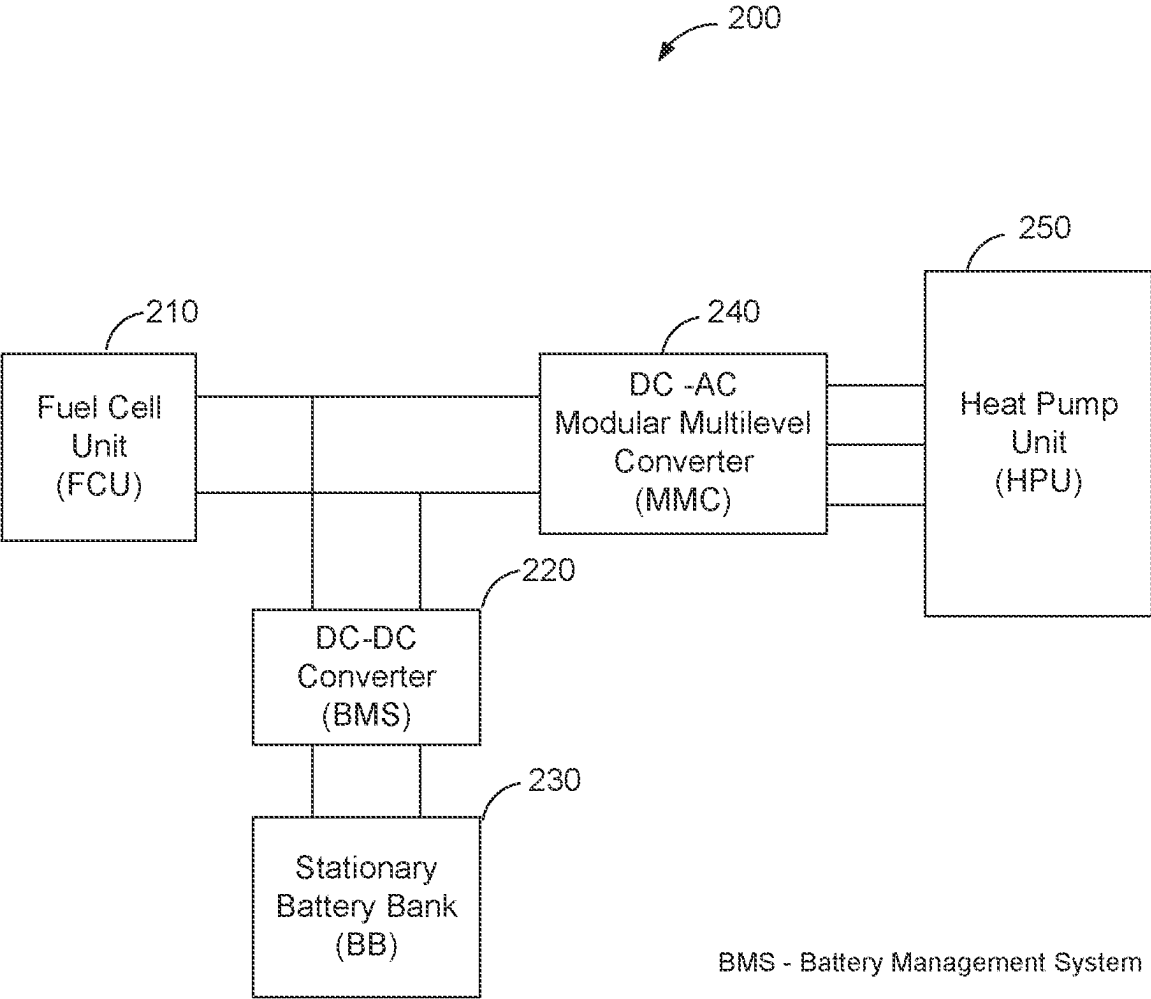 200
250
210
240
Fuel Cell
Unit
(FCU)
DC -AC
Modular Multilevel
Converter
(MMC)
Heat Pump
Unit
(HPU)
220
DC-DC
Converter
(BMS)
230
Stationary
Battery Bank
(BB)
BMS - Battery Management System